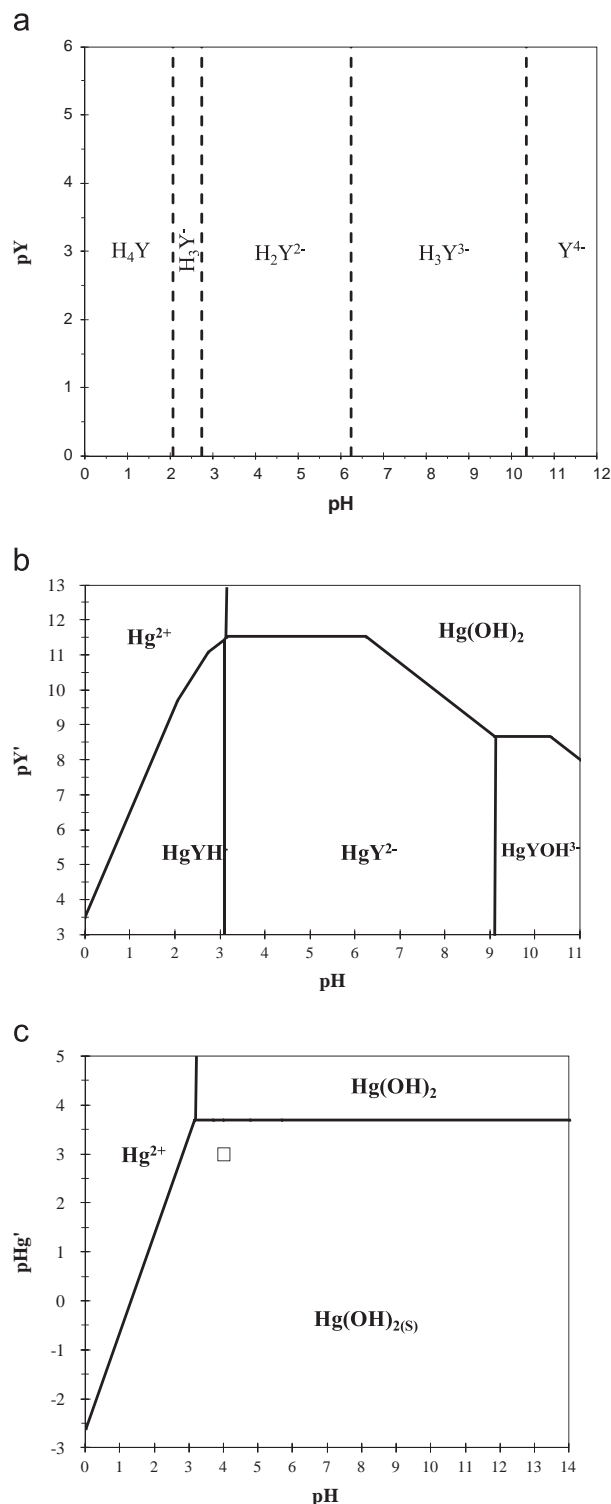 a
6
5
4
3
2
1
0
pY
H₄Y
H₃Y⁻
H₂Y²⁻
H₃Y³⁻
Y⁴⁻
0 1 2 3 4 5 6 7 8 9 10 11 12
pH
b
13
12
11
10
9
8
7
6
5
4
3
pY'
Hg²⁺
Hg(OH)₂
HgYH⁻
HgY²⁻
HgYOH³⁻
0 1 2 3 4 5 6 7 8 9 10 11
pH
c
5
4
3
2
1
0
-1
-2
-3
pHg'
Hg(OH)₂
Hg²⁺
Hg(OH)₂₍S₎
0 1 2 3 4 5 6 7 8 9 10 11 12 13 14
pH